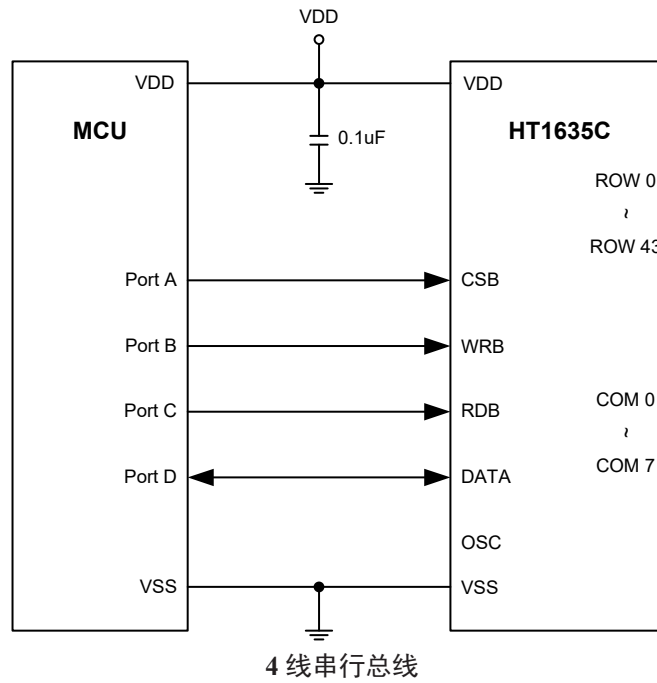 VDD
VDD
VDD
MCU
HT1635C
0.1uF
ROW 0
~
ROW 43
Port A
CSB
Port B
WRB
Port C
RDB
COM 0
~
COM 7
Port D
DATA
OSC
VSS
VSS
4 线串行总线